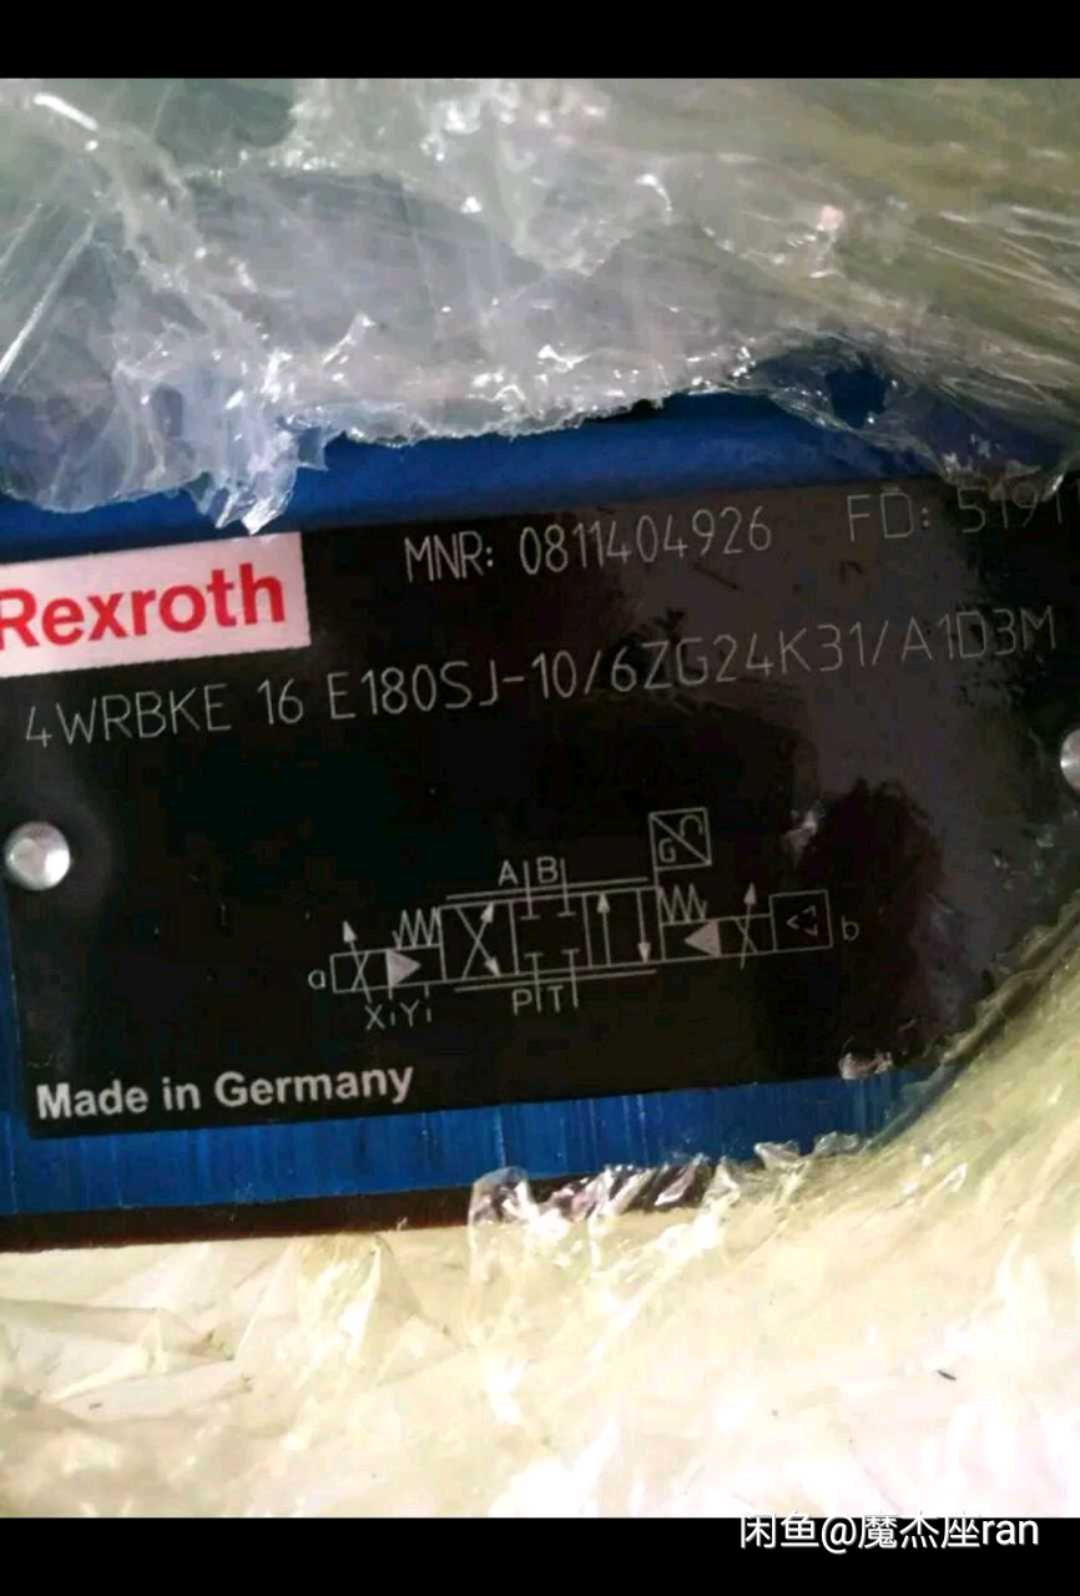 MNR: 0811404926 FD: 5191
Rexroth
4WRBKE 16 E180SJ-10/6ZG24K31/A1D3M
A B
G
a b
X Y P T
Made in Germany
闲鱼@魔杰座ran